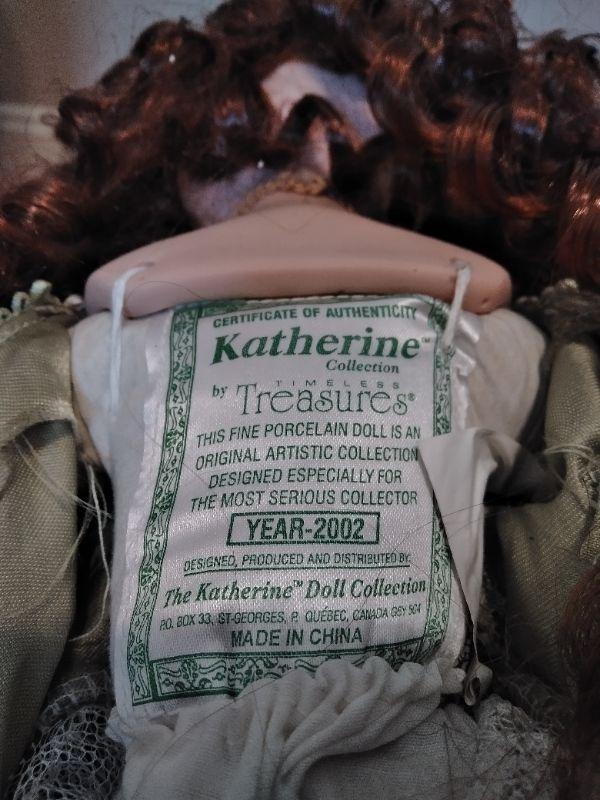 CERTIFICATE OF AUTHENTICITY
Katherine™
Collection
by TIMELESS
Treasures®
THIS FINE PORCELAIN DOLL IS AN
ORIGINAL ARTISTIC COLLECTION
DESIGNED ESPECIALLY FOR
THE MOST SERIOUS COLLECTOR
YEAR-2002
DESIGNED, PRODUCED AND DISTRIBUTED BY:
The Katherine™ Doll Collection
P.O. BOX 33, ST-GEORGES, P. QUÉBEC, CANADA G5Y 5C4
MADE IN CHINA